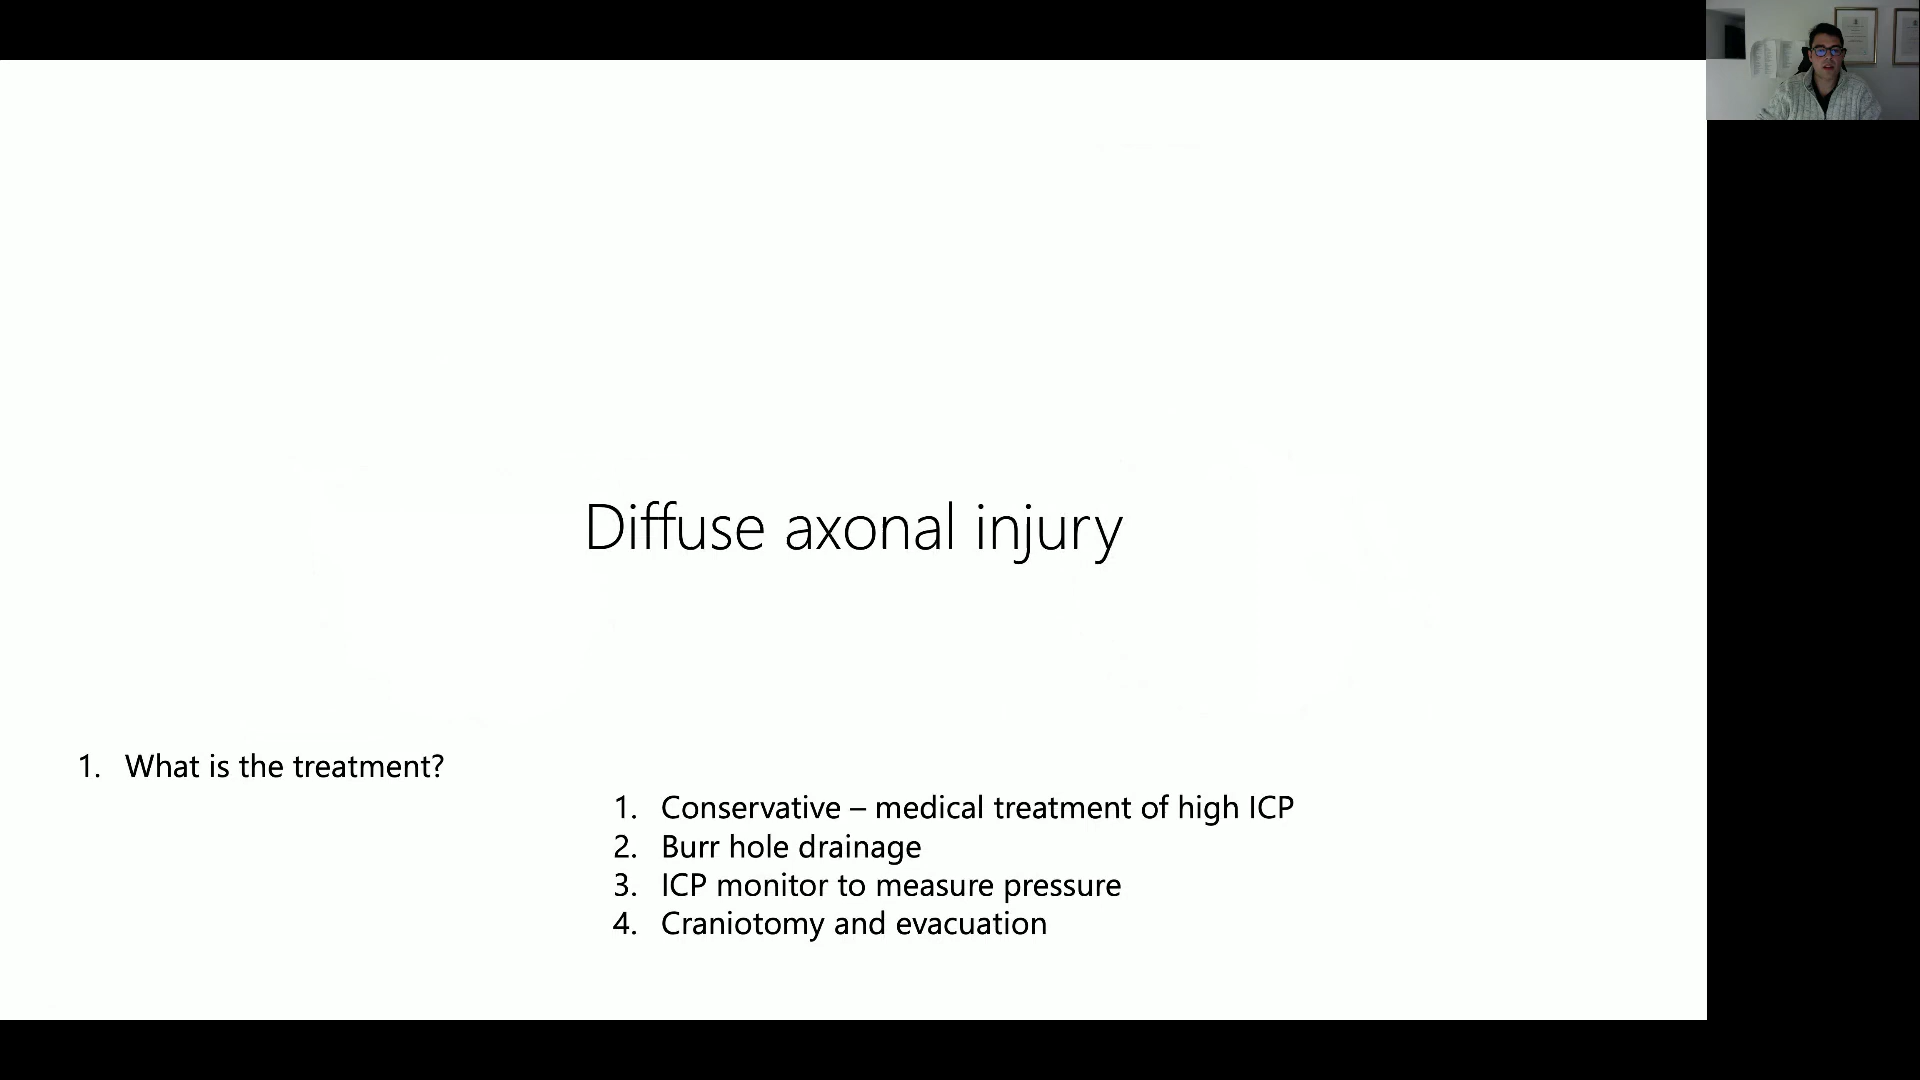 Diffuse axonal injury
1. What is the treatment?
1. Conservative – medical treatment of high ICP
2. Burr hole drainage
3. ICP monitor to measure pressure
4. Craniotomy and evacuation